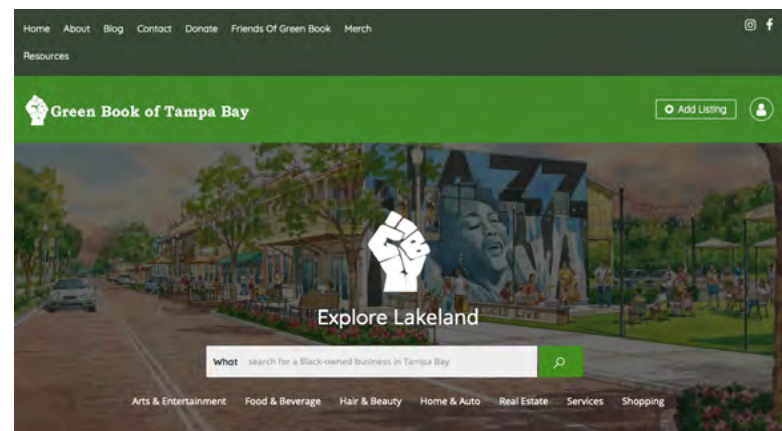 Home About Blog Contact Donate Friends Of Green Book Merch
Resources
Green Book of Tampa Bay
Add Listing
JAZZ
Explore Lakeland
What search for a Black-owned business in Tampa Bay
Arts & Entertainment Food & Beverage Hair & Beauty Home & Auto Real Estate Services Shopping